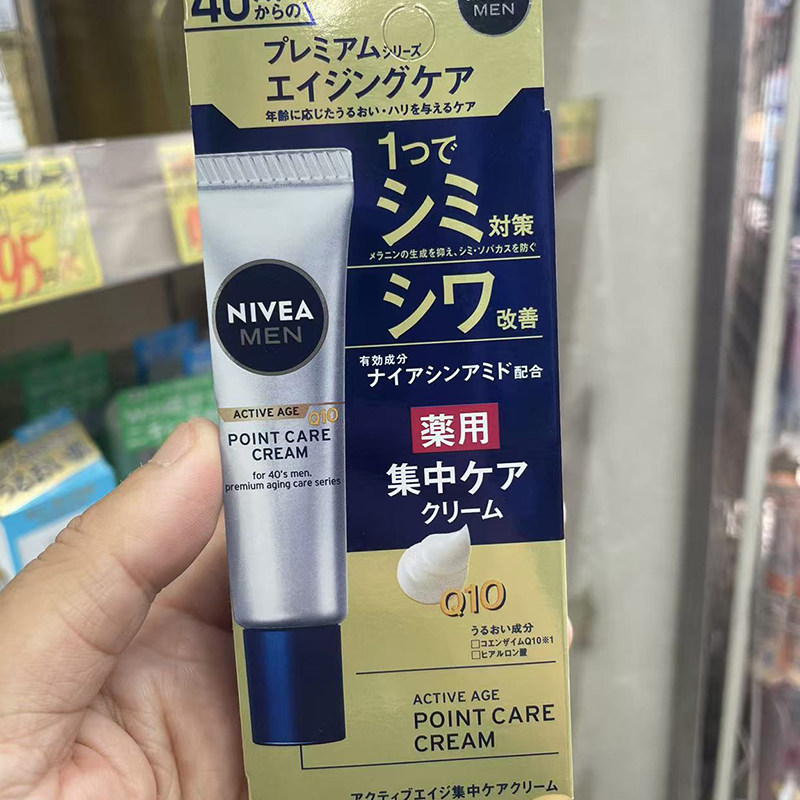 40
からの
MEN
プレミアムシリーズ
エイジングケア
年齢に応じたうるおい・ハリを与えるケア
1つで
シミ対策
メラニンの生成を抑え、シミ・ソバカスを防ぐ
シワ改善
有効成分
ナイアシンアミド配合
薬用
集中ケア
クリーム
Q10
うるおい成分
□コエンザイムQ10※1
□ヒアルロン酸
ACTIVE AGE
POINT CARE
CREAM
アクティブエイジ集中ケアクリーム
NIVEA
MEN
ACTIVE AGE
Q10
POINT CARE
CREAM
for 40's men.
premium aging care series
95